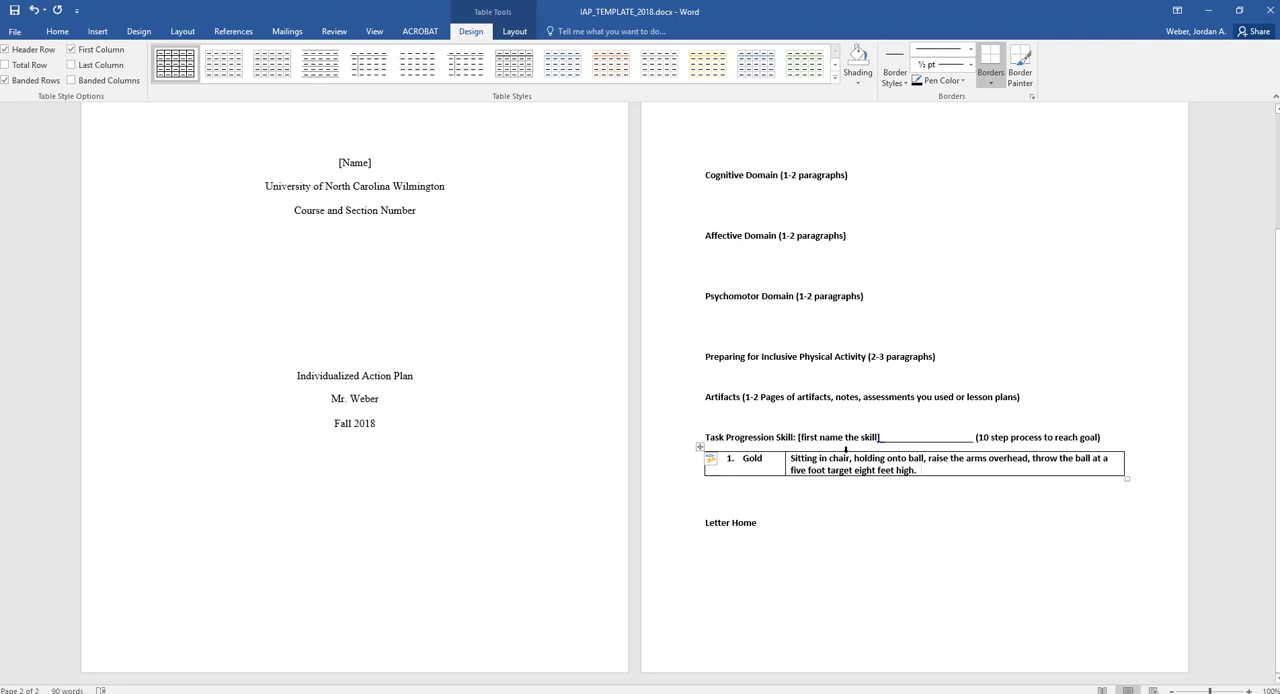 IAP_TEMPLATE_2018.docx - Word
Table Tools
File Home Insert Design Layout References Mailings Review View ACROBAT Design Layout Tell me what you want to do... Weber, Jordan A. Share
Header Row First Column
Total Row Last Column
Banded Rows Banded Columns
Table Style Options
Table Styles
Shading
Border Styles
½ pt
Pen Color
Borders
Border Painter
Borders
[Name]
University of North Carolina Wilmington
Course and Section Number
Individualized Action Plan
Mr. Weber
Fall 2018
Cognitive Domain (1-2 paragraphs)
Affective Domain (1-2 paragraphs)
Psychomotor Domain (1-2 paragraphs)
Preparing for Inclusive Physical Activity (2-3 paragraphs)
Artifacts (1-2 Pages of artifacts, notes, assessments you used or lesson plans)
Task Progression Skill: [first name the skill]____________________ (10 step process to reach goal)
1. Gold
Sitting in chair, holding onto ball, raise the arms overhead, throw the ball at a
five foot target eight feet high.
Letter Home
Page 2 of 2 90 words
100%